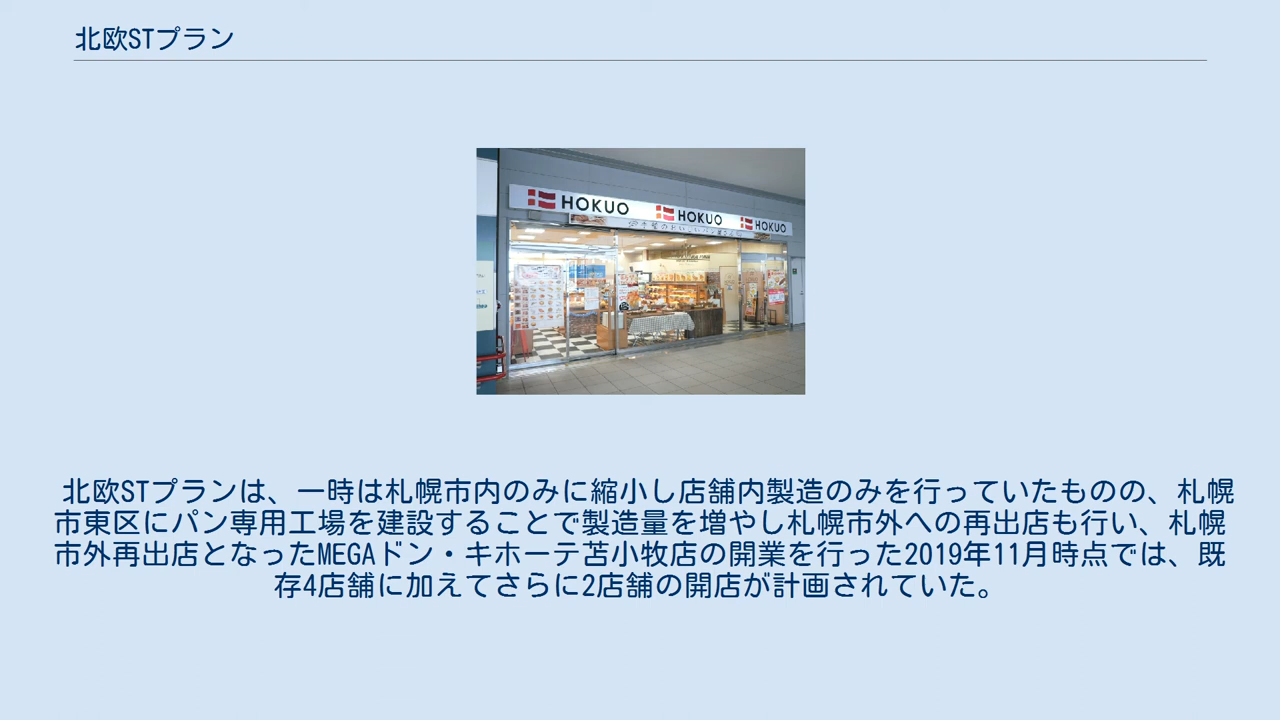 北欧STプラン
HOKUO HOKUO HOKUO
北欧STプランは、一時は札幌市内のみに縮小し店舗内製造のみを行っていたものの、札幌
市東区にパン専用工場を建設することで製造量を増やし札幌市外への再出店も行い、札幌
市外再出店となったMEGAドン・キホーテ苫小牧店の開業を行った2019年11月時点では、既
存4店舗に加えてさらに2店舗の開店が計画されていた。